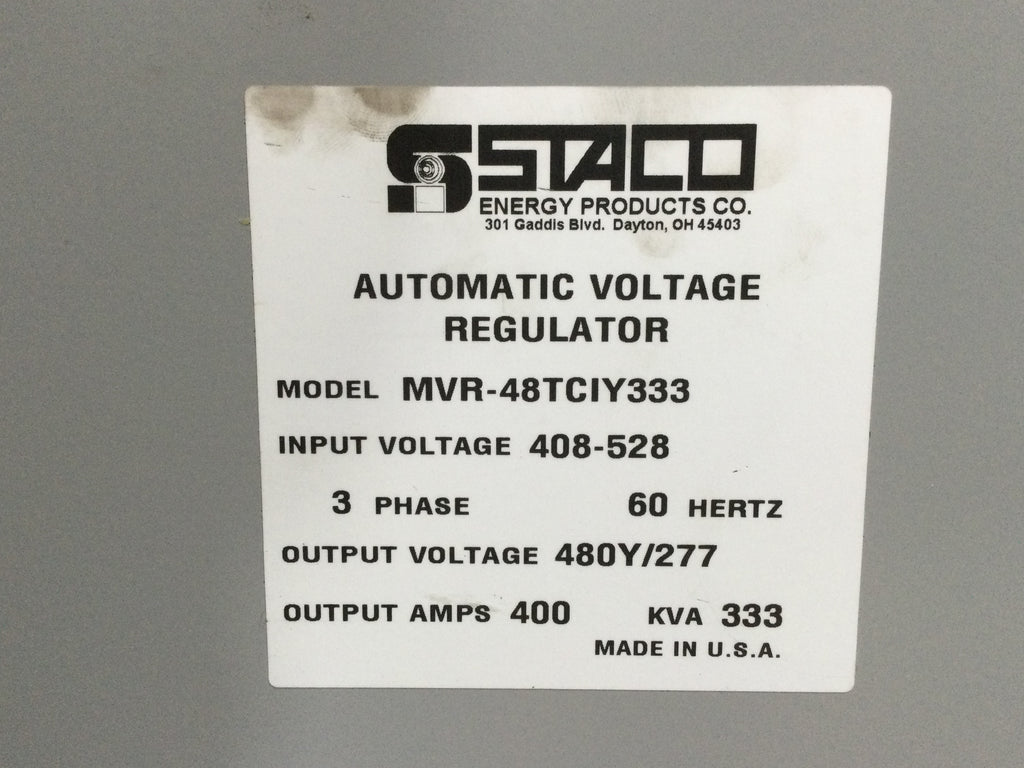 STACO
ENERGY PRODUCTS CO.
301 Gaddis Blvd. Dayton, OH 45403
AUTOMATIC VOLTAGE
REGULATOR
MODEL MVR-48TCIY333
INPUT VOLTAGE 408-528
3 PHASE 60 HERTZ
OUTPUT VOLTAGE 480Y/277
OUTPUT AMPS 400 KVA 333
MADE IN U.S.A.